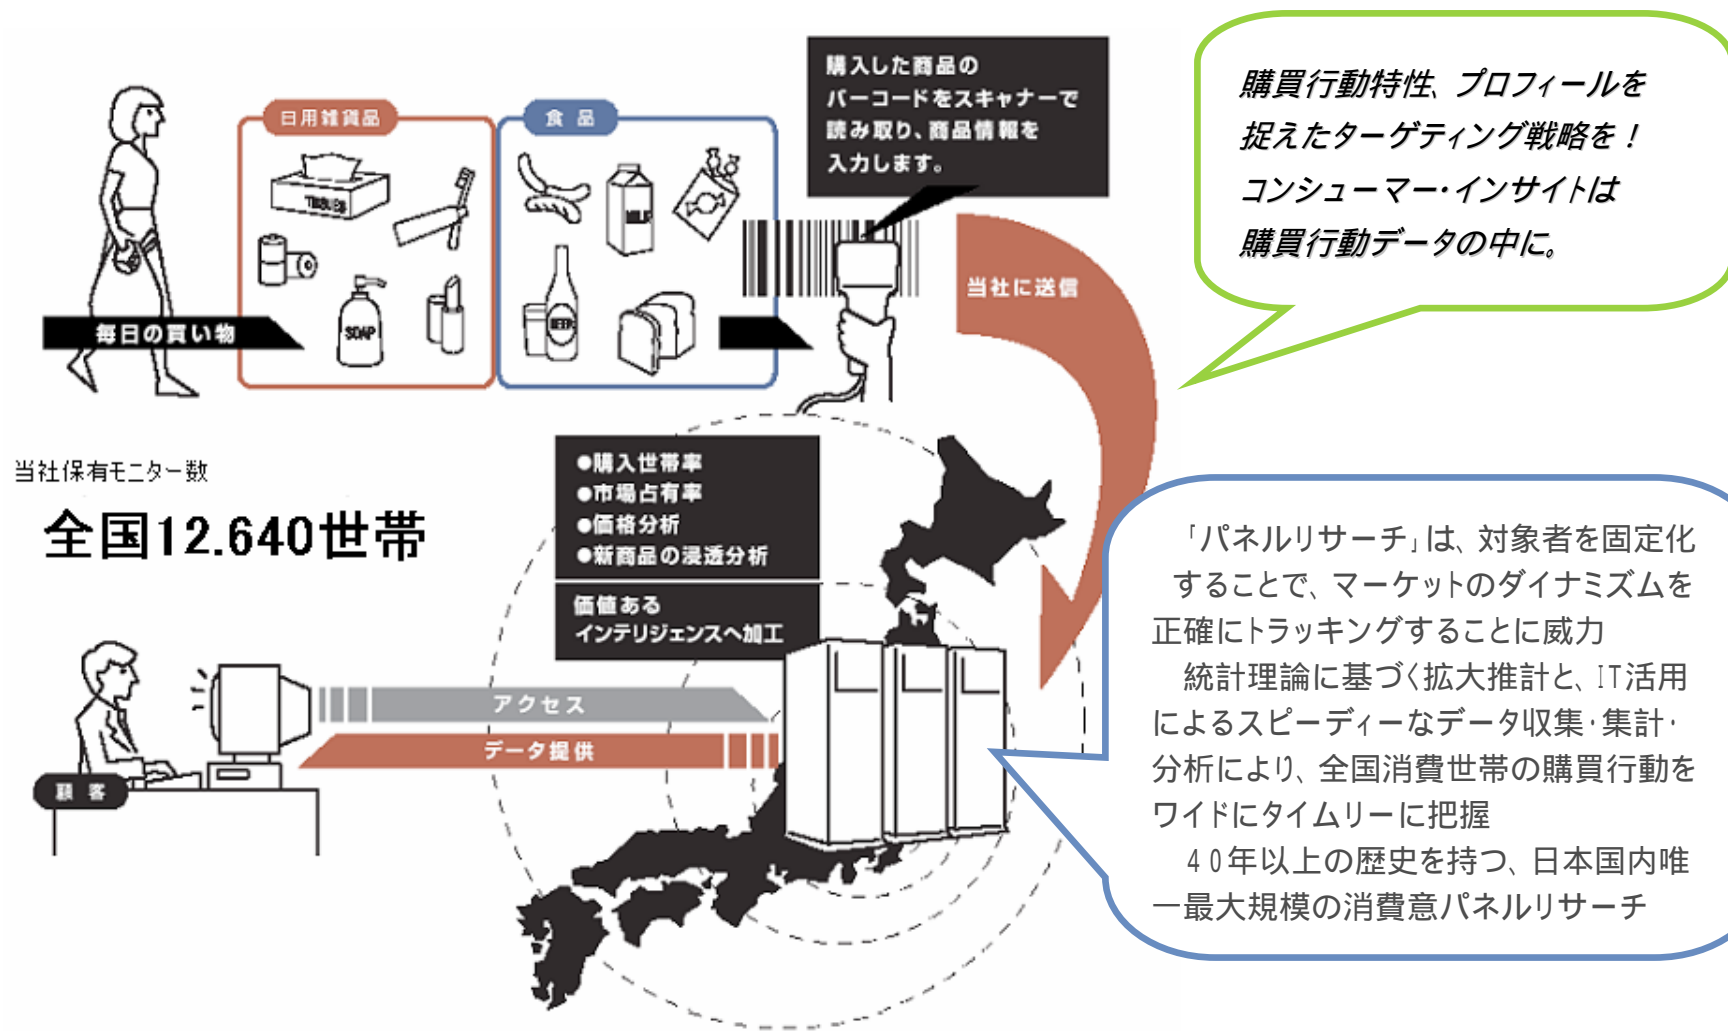 購入した商品の
バーコードをスキャナーで
読み取り、商品情報を
入力します。
日用雑貨品
食品
TISSUES
MILK
SOAP
BEER
毎日の買い物
当社に送信
購買行動特性、プロフィールを
捉えたターゲティング戦略を！
コンシューマー・インサイトは
購買行動データの中に。
当社保有モニター数
全国12.640世帯
●購入世帯率
●市場占有率
●価格分析
●新商品の浸透分析
価値ある
インテリジェンスへ加工
アクセス
データ提供
顧客
「パネルリサーチ」は、対象者を固定化
することで、マーケットのダイナミズムを
正確にトラッキングすることに威力
統計理論に基づく拡大推計と、IT活用
によるスピーディーなデータ収集・集計・
分析により、全国消費世帯の購買行動を
ワイドにタイムリーに把握
40年以上の歴史を持つ、日本国内唯
一最大規模の消費意パネルリサーチ